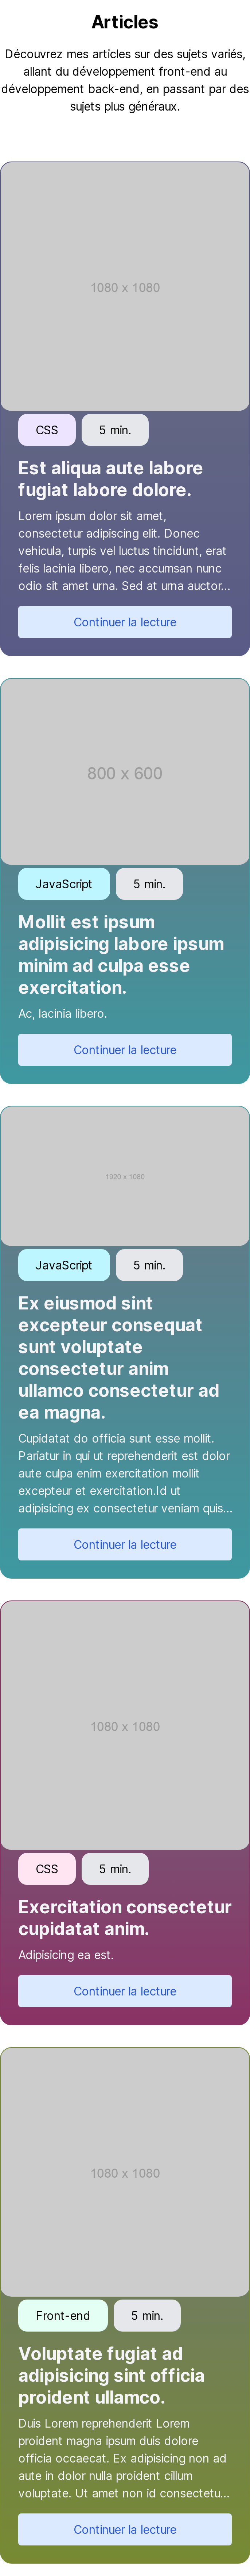 Articles
Découvrez mes articles sur des sujets variés,
allant du développement front-end au
développement back-end, en passant par des
sujets plus généraux.
1080 x 1080
CSS
5 min.
Est aliqua aute labore
fugiat labore dolore.
Lorem ipsum dolor sit amet,
consectetur adipiscing elit. Donec
vehicula, turpis vel luctus tincidunt, erat
felis lacinia libero, nec accumsan nunc
odio sit amet urna. Sed at urna auctor...
Continuer la lecture
800 x 600
JavaScript
5 min.
Mollit est ipsum
adipisicing labore ipsum
minim ad culpa esse
exercitation.
Ac, lacinia libero.
Continuer la lecture
1920 x 1080
JavaScript
5 min.
Ex eiusmod sint
excepteur consequat
sunt voluptate
consectetur anim
ullamco consectetur ad
ea magna.
Cupidatat do officia sunt esse mollit.
Pariatur in qui ut reprehenderit est dolor
aute culpa enim exercitation mollit
excepteur et exercitation.Id ut
adipisicing ex consectetur veniam quis...
Continuer la lecture
1080 x 1080
CSS
5 min.
Exercitation consectetur
cupidatat anim.
Adipisicing ea est.
Continuer la lecture
1080 x 1080
Front-end
5 min.
Voluptate fugiat ad
adipisicing sint officia
proident ullamco.
Duis Lorem reprehenderit Lorem
proident magna ipsum duis dolore
officia occaecat. Ex adipisicing non ad
aute in dolor nulla proident cillum
voluptate. Ut amet non id consectetu...
Continuer la lecture